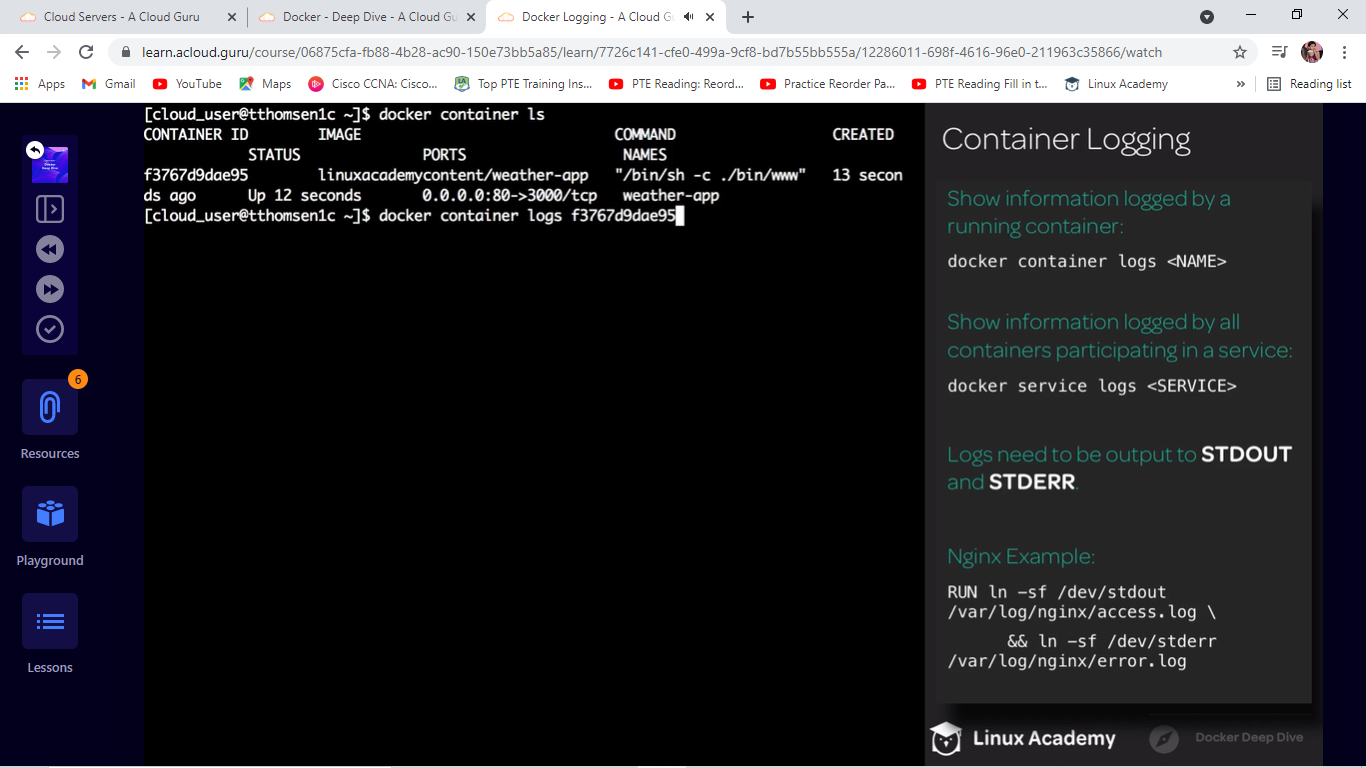 Cloud Servers - A Cloud Guru
Docker - Deep Dive - A Cloud Gu
Docker Logging - A Cloud G
learn.acloud.guru/course/06875cfa-fb88-4b28-ac90-150e73bb5a85/learn/7726c141-cfe0-499a-9cf8-bd7b55bb555a/12286011-698f-4616-96e0-211963c35866/watch
Apps Gmail YouTube Maps Cisco CCNA: Cisco... Top PTE Training Ins... PTE Reading: Reord... Practice Reorder Pa... PTE Reading Fill in t... Linux Academy » Reading list
[cloud_user@tthomsen1c ~]$ docker container ls
CONTAINER ID IMAGE COMMAND CREATED
STATUS PORTS NAMES
f3767d9dae95 linuxacademycontent/weather-app "/bin/sh -c ./bin/www" 13 secon
ds ago Up 12 seconds 0.0.0.0:80->3000/tcp weather-app
[cloud_user@tthomsen1c ~]$ docker container logs f3767d9dae95
6
Resources
Playground
Lessons
Container Logging
Show information logged by a
running container:
docker container logs <NAME>
Show information logged by all
containers participating in a service:
docker service logs <SERVICE>
Logs need to be output to STDOUT
and STDERR.
Nginx Example:
RUN ln -sf /dev/stdout
/var/log/nginx/access.log \
&& ln -sf /dev/stderr
/var/log/nginx/error.log
Linux Academy
Docker Deep Dive